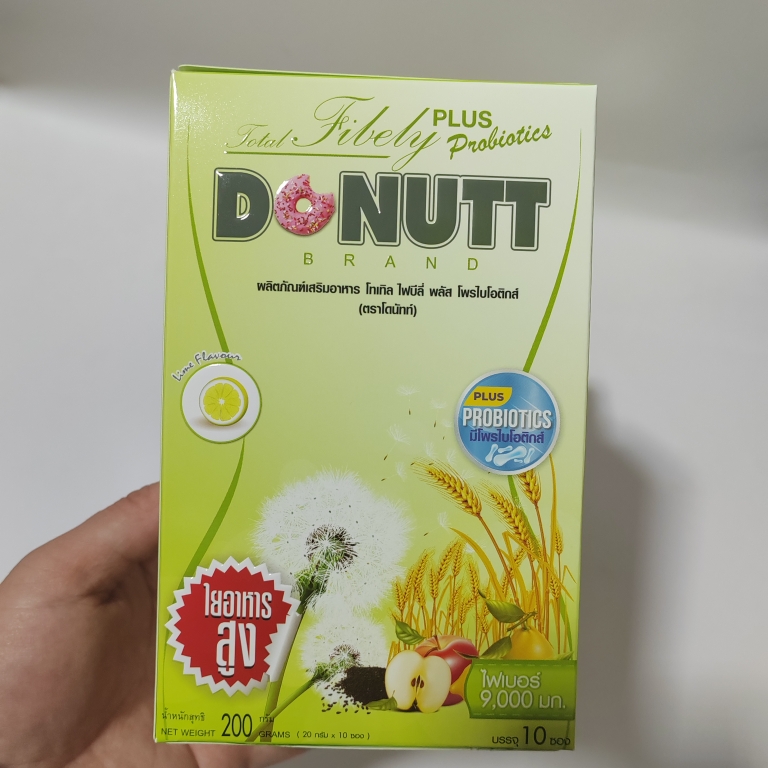 Total Fibely PLUS
Probiotics
DONUTT
BRAND
ผลิตภัณฑ์เสริมอาหาร โทเทิล ไฟบีลี่ พลัส โพรไบโอติกส์
(ตราโดนัทท์)
Lime Flavour
PLUS
PROBIOTICS
มีโพรไบโอติกส์
ใยอาหาร
สูง
ไฟเบอร์
9,000 มก.
น้ำหนักสุทธิ 200 กรัม
NET WEIGHT GRAMS ( 20 กรัม x 10 ซอง )
บรรจุ 10 ซอง